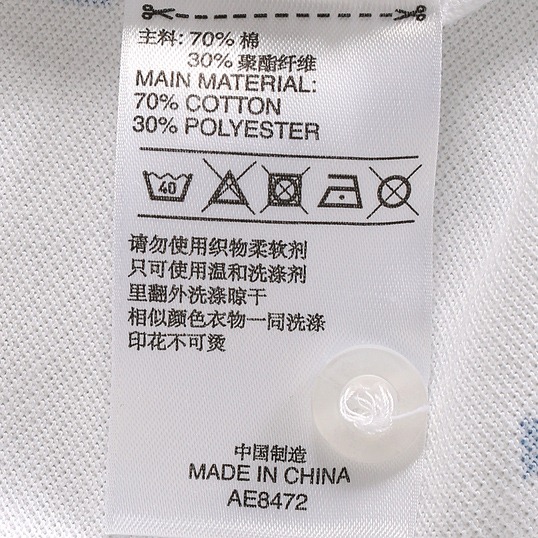 主料: 70% 棉
30% 聚酯纤维
MAIN MATERIAL:
70% COTTON
30% POLYESTER
40
请勿使用织物柔软剂
只可使用温和洗涤剂
里翻外洗涤晾干
相似颜色衣物一同洗涤
印花不可烫
中国制造
MADE IN CHINA
AE8472